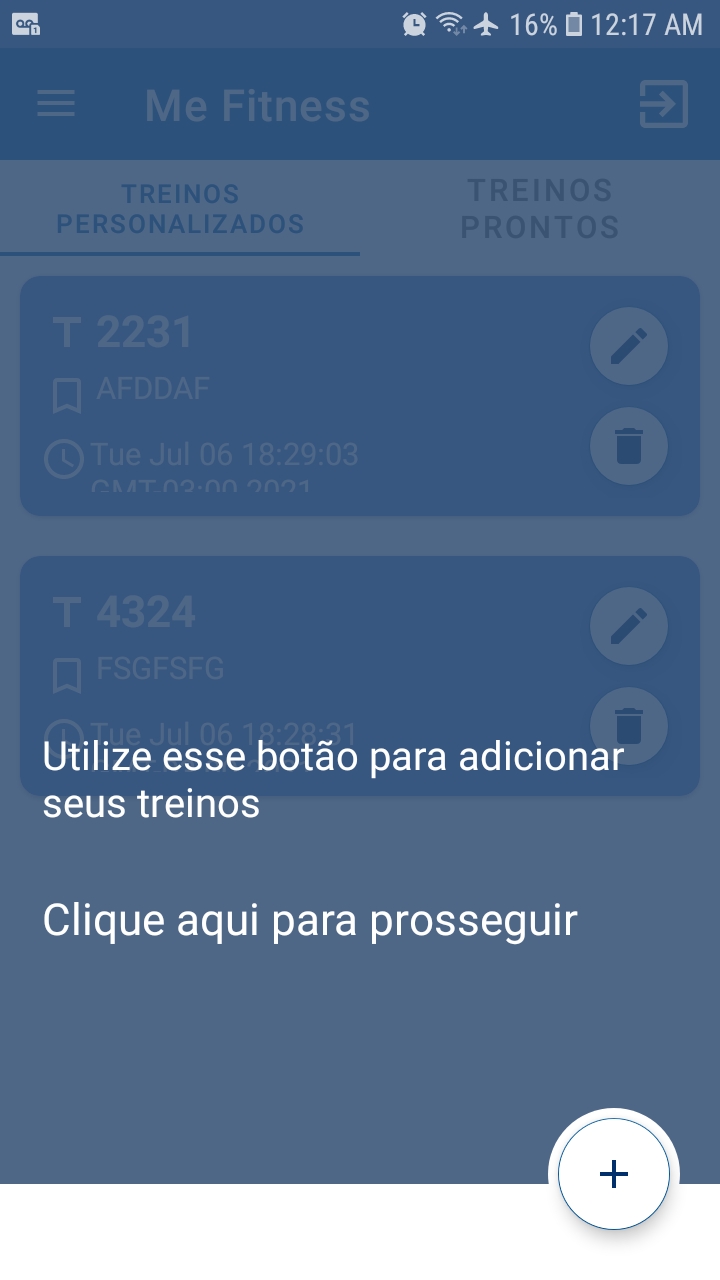 16% 12:17 AM
Me Fitness
TREINOS PERSONALIZADOS
TREINOS PRONTOS
T 2231
AFDDAF
Tue Jul 06 18:29:03
GMT-03:00 2021
T 4324
FSGFSFG
Tue Jul 06 18:28:31
Utilize esse botão para adicionar
seus treinos
Clique aqui para prosseguir
+